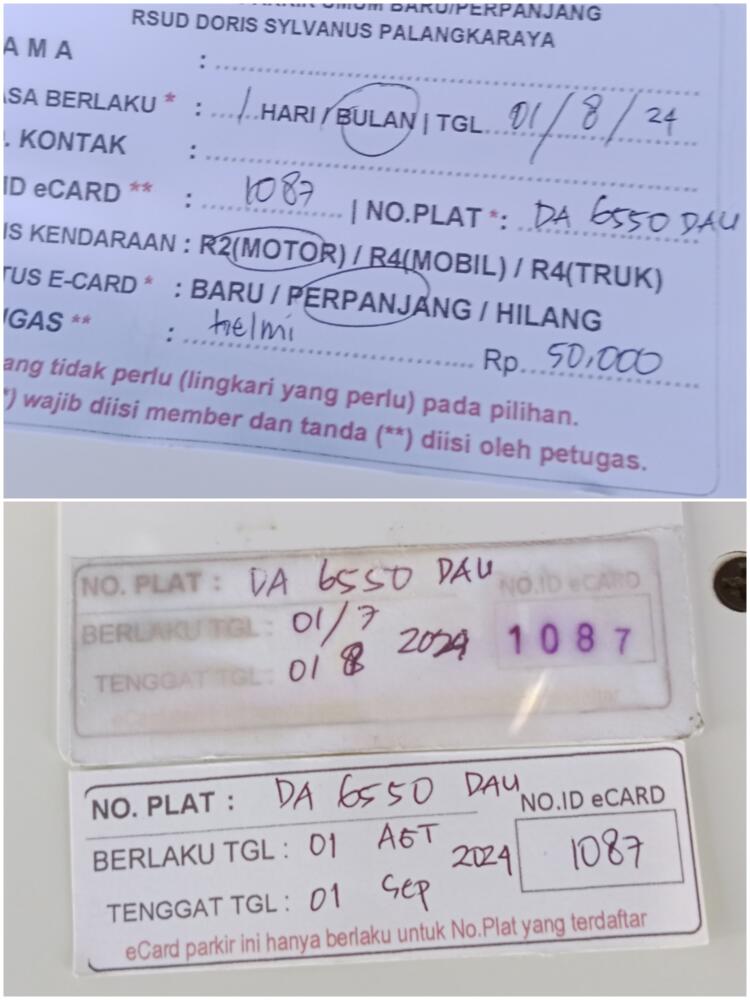 UMUM BARU/PERPANJANG
RSUD DORIS SYLVANUS PALANGKARAYA
AMA :
ASA BERLAKU * : 1 HARI / BULAN | TGL 01/8/24
. KONTAK :
ID eCARD ** : 1087 | NO.PLAT *: DA 6550 DAU
IS KENDARAAN : R2(MOTOR) / R4(MOBIL) / R4(TRUK)
TUS E-CARD * : BARU / PERPANJANG / HILANG
UGAS ** : helmi Rp. 50,000
ang tidak perlu (lingkari yang perlu) pada pilihan.
*) wajib diisi member dan tanda (**) diisi oleh petugas.
NO. PLAT : DA 6550 DAU NO.ID eCARD
BERLAKU TGL : 01/7 2024 1087
TENGGAT TGL : 01 8
NO. PLAT : DA 6550 DAU NO.ID eCARD
BERLAKU TGL : 01 AGT 2024 1087
TENGGAT TGL : 01 Sep
eCard parkir ini hanya berlaku untuk No.Plat yang terdaftar